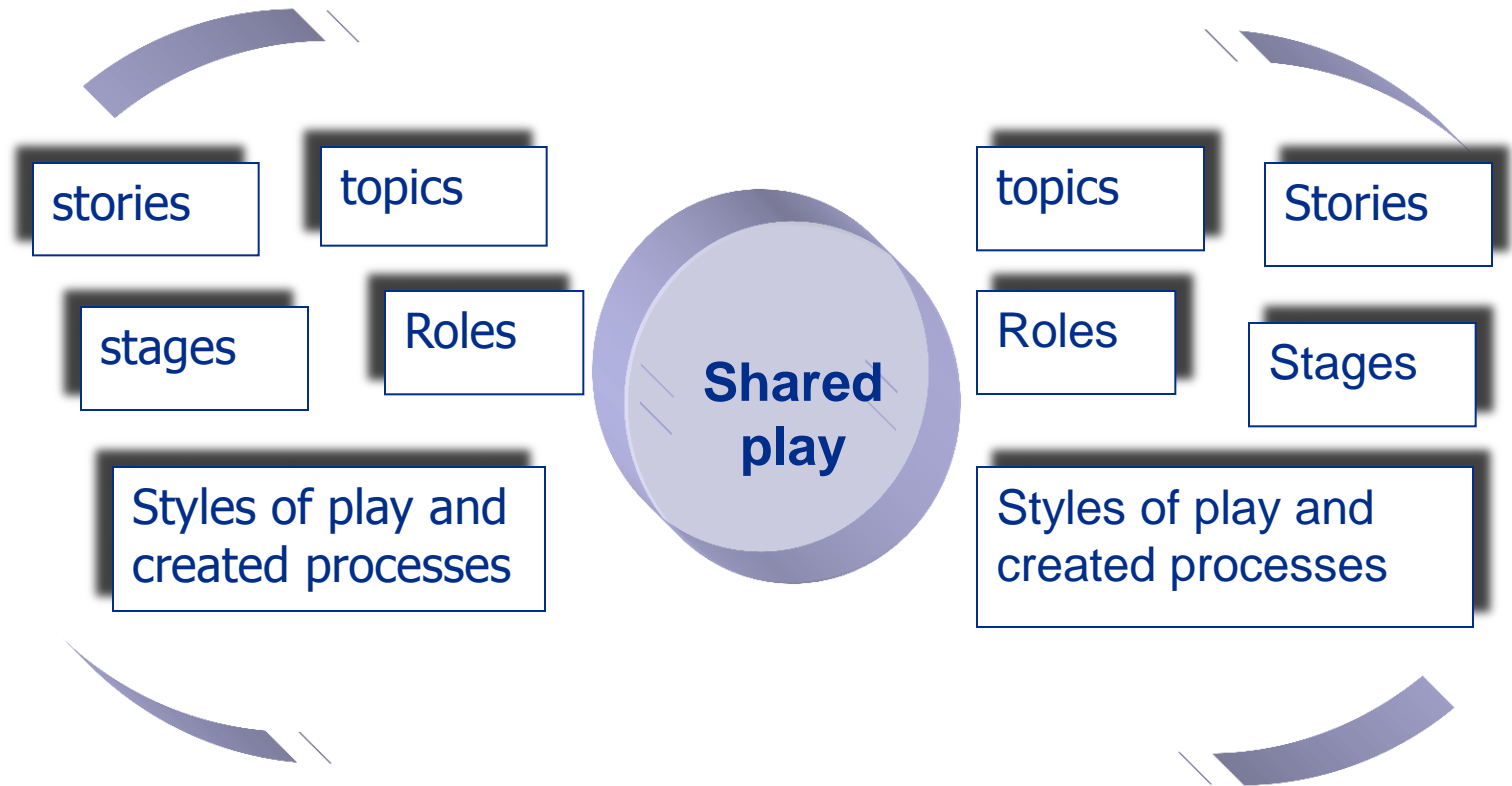 stories
topics
stages
Roles
Styles of play and
created processes
Shared
play
topics
Stories
Roles
Stages
Styles of play and
created processes